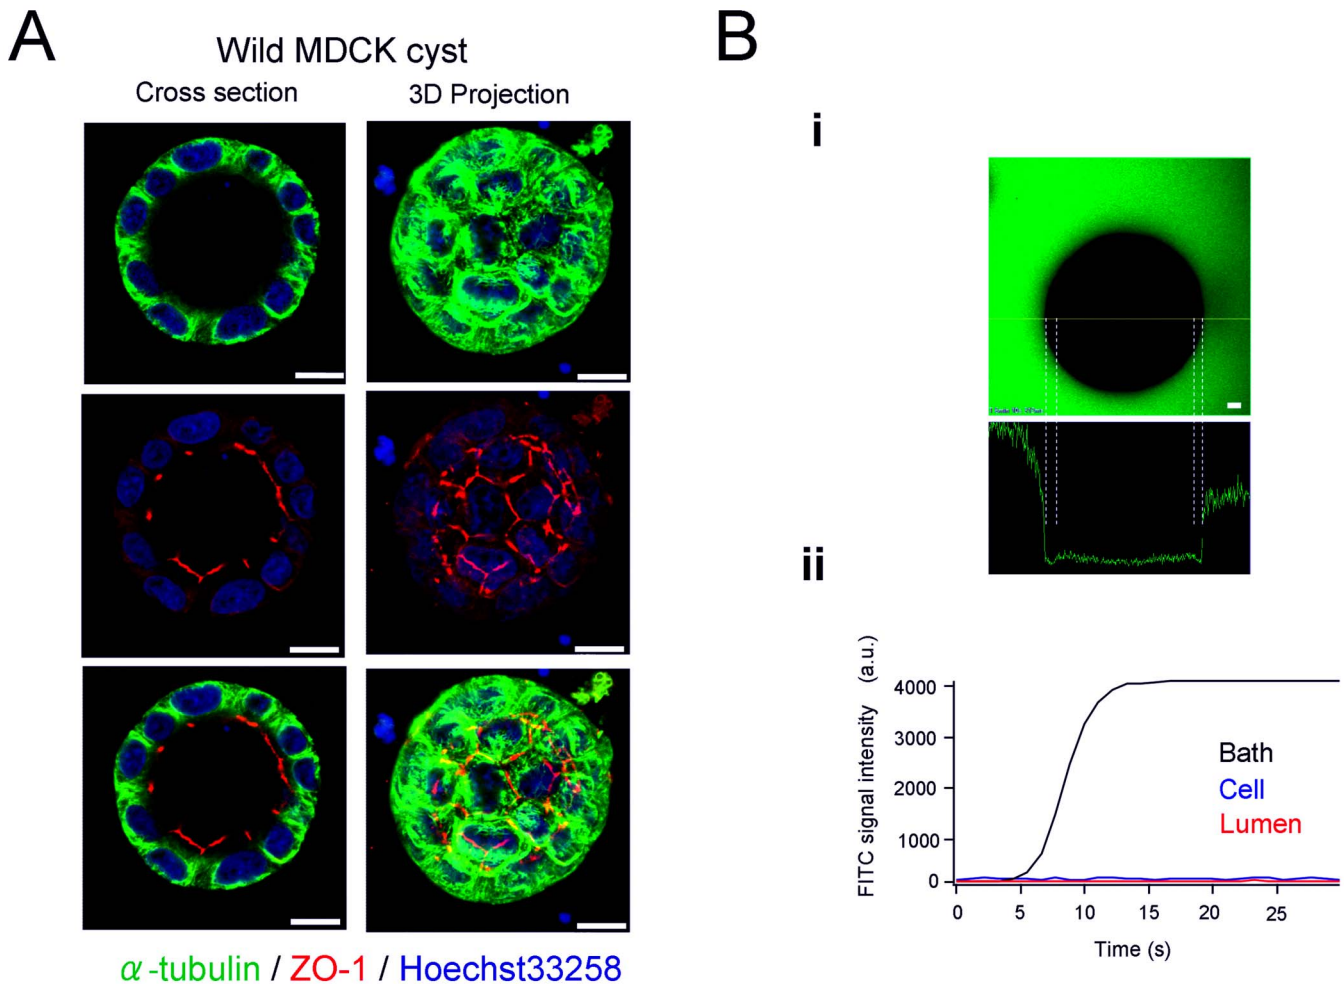 A
Wild MDCK cyst
Cross section
3D Projection
α-tubulin / ZO-1 / Hoechst33258
B
i
ii
FITC signal intensity (a.u.)
4000
3000
2000
1000
0
Bath
Cell
Lumen
0 5 10 15 20 25
Time (s)